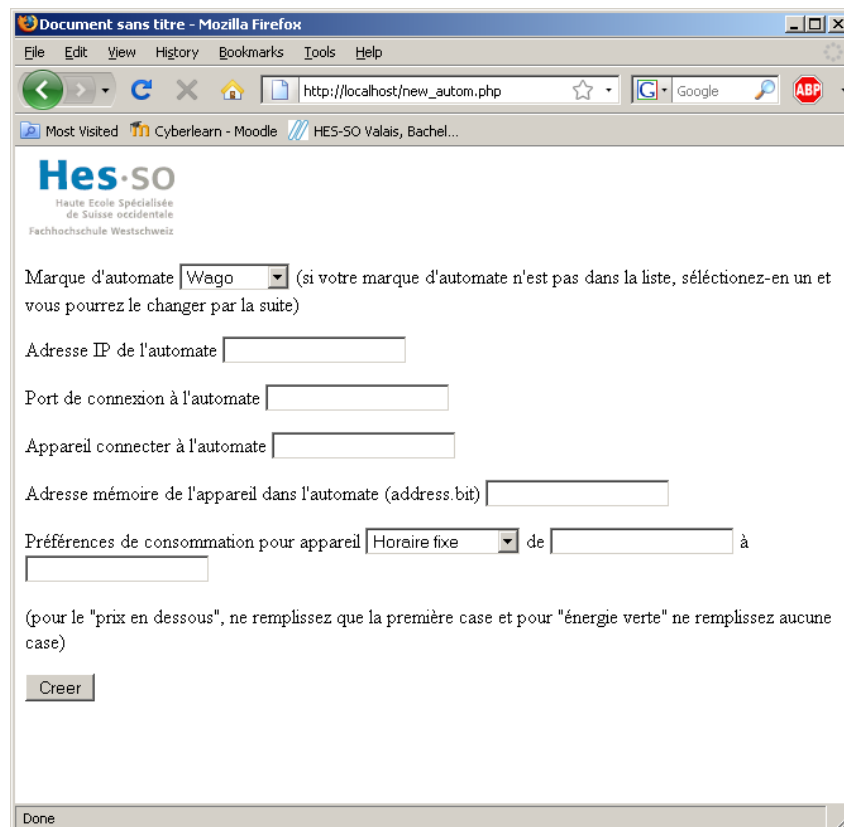 Document sans titre - Mozilla Firefox
File Edit View History Bookmarks Tools Help
http://localhost/new_autom.php G Google ABP
Most Visited Cyberlearn - Moodle HES-SO Valais, Bachel...
Hes·so
Haute Ecole Spécialisée
de Suisse occidentale
Fachhochschule Westschweiz
Marque d'automate Wago (si votre marque d'automate n'est pas dans la liste, séléctionez-en un et
vous pourrez le changer par la suite)
Adresse IP de l'automate
Port de connexion à l'automate
Appareil connecter à l'automate
Adresse mémoire de l'appareil dans l'automate (address.bit)
Préférences de consommation pour appareil Horaire fixe de à
(pour le "prix en dessous", ne remplissez que la première case et pour "énergie verte" ne remplissez aucune
case)
Creer
Done